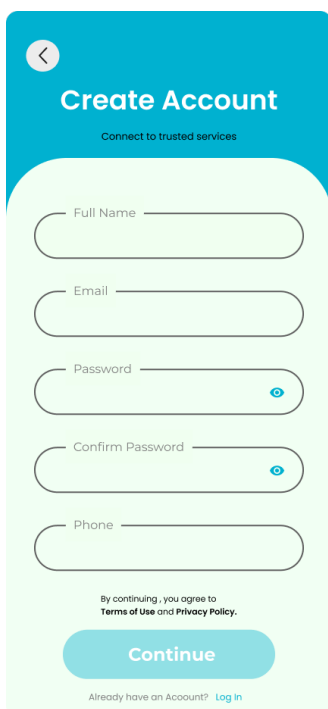 Create Account
Connect to trusted services
Full Name
Email
Password
Confirm Password
Phone
By continuing , you agree to
Terms of Use and Privacy Policy.
Continue
Already have an Acoount? Log In